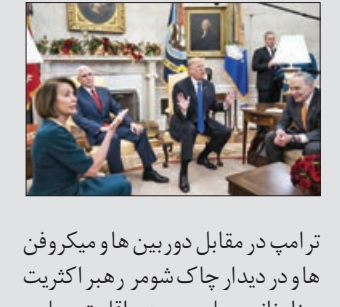 ترامپ در مقابل دوربین ها و میکروفن
ها و در دیدار چاک شومر رهبر اکثریت